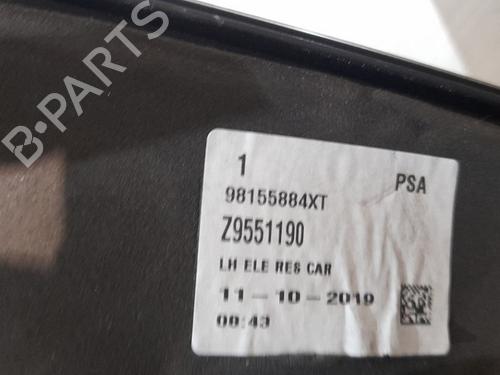 B-PARTS
1
PSA
98155884XT
Z9551190
LH ELE RES CAR
11-10-2019
08:43